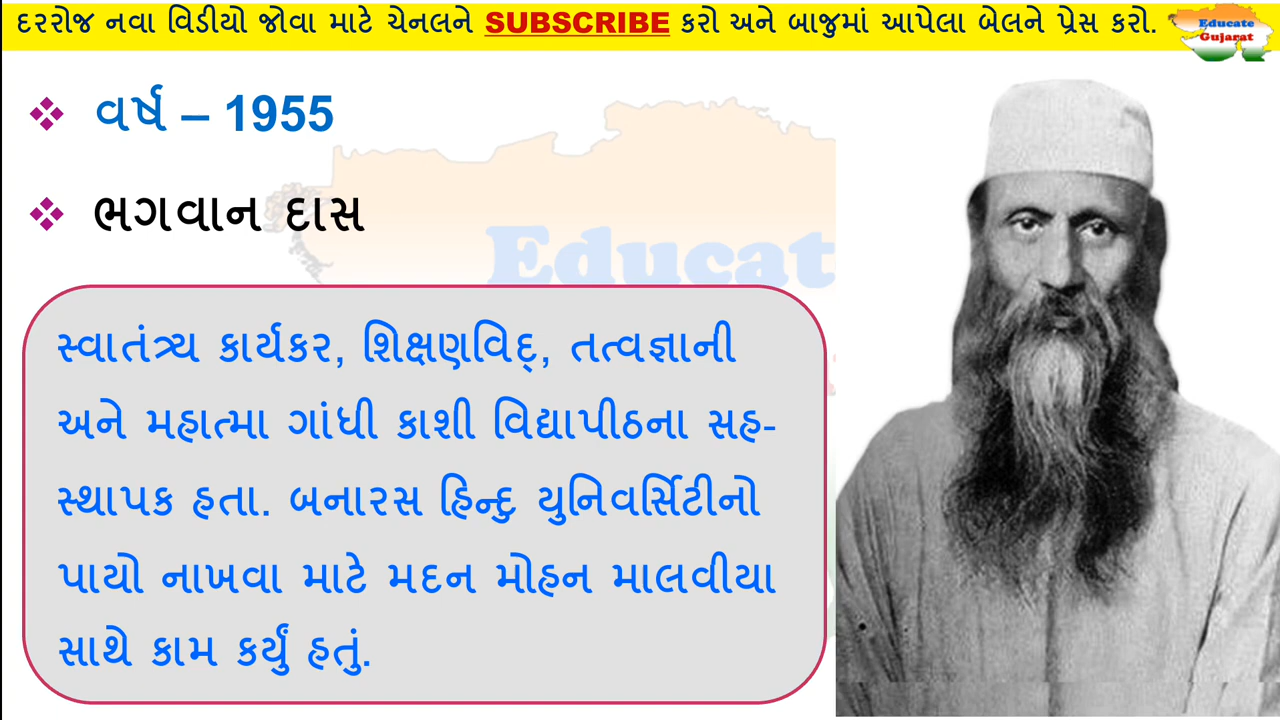 દરરોજ નવા વિડીયો જોવા માટે ચેનલને SUBSCRIBE કરો અને બાજુમાં આપેલા બેલને પ્રેસ કરો.
Educate
Gujarat
વર્ષ – 1955
ભગવાન દાસ
Educat
સ્વાતંત્ર્ય કાર્યકર, શિક્ષણવિદ્, તત્વજ્ઞાની
અને મહાત્મા ગાંધી કાશી વિદ્યાપીઠના સહ-
સ્થાપક હતા. બનારસ હિન્દુ યુનિવર્સિટીનો
પાયો નાખવા માટે મદન મોહન માલવીયા
સાથે કામ કર્યું હતું.